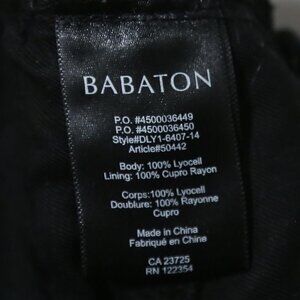 BABATON
P.O. #4500036449
P.O. #4500036450
Style#DLY1-6407-14
Article#50442
Body: 100% Lyocell
Lining: 100% Cupro Rayon
Corps:100% Lyocell
Doublure: 100% Rayonne
Cupro
Made in China
Fabriqué en Chine
CA 23725
RN 122354